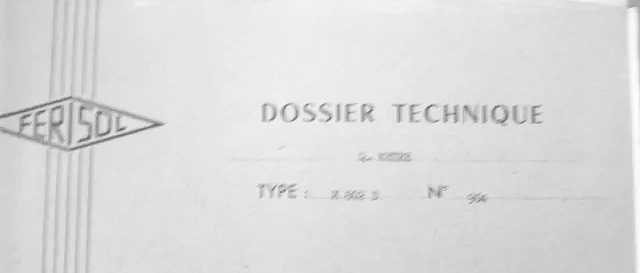 FERISOL
DOSSIER TECHNIQUE
TYPE : N°